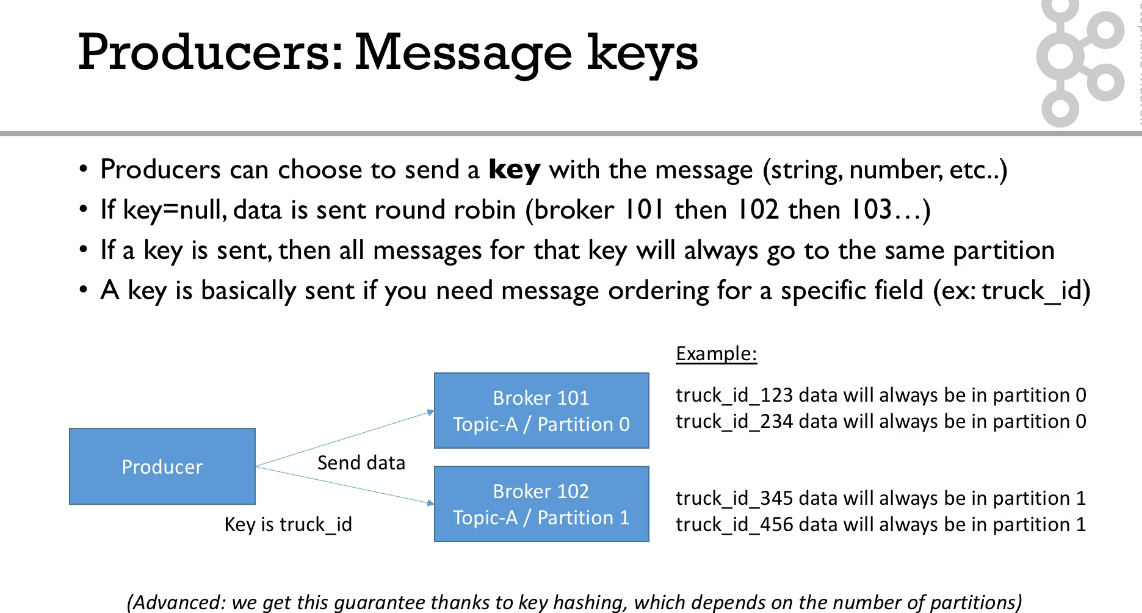 Producers: Message keys
• Producers can choose to send a key with the message (string, number, etc..)
• If key=null, data is sent round robin (broker 101 then 102 then 103…)
• If a key is sent, then all messages for that key will always go to the same partition
• A key is basically sent if you need message ordering for a specific field (ex: truck_id)
Example:
Broker 101
Topic-A / Partition 0
truck_id_123 data will always be in partition 0
truck_id_234 data will always be in partition 0
Producer
Send data
Key is truck_id
Broker 102
Topic-A / Partition 1
truck_id_345 data will always be in partition 1
truck_id_456 data will always be in partition 1
(Advanced: we get this guarantee thanks to key hashing, which depends on the number of partitions)